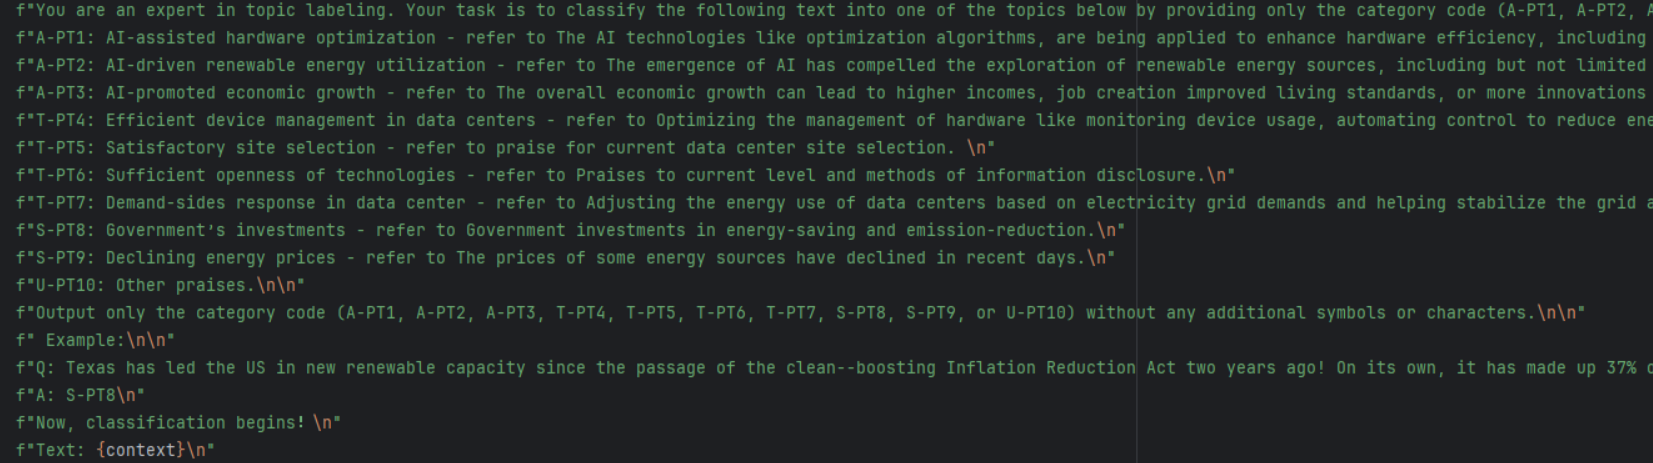 f"You are an expert in topic labeling. Your task is to classify the following text into one of the topics below by providing only the category code (A-PT1, A-PT2, A
f"A-PT1: AI-assisted hardware optimization - refer to The AI technologies like optimization algorithms, are being applied to enhance hardware efficiency, including
f"A-PT2: AI-driven renewable energy utilization - refer to The emergence of AI has compelled the exploration of renewable energy sources, including but not limited
f"A-PT3: AI-promoted economic growth - refer to The overall economic growth can lead to higher incomes, job creation improved living standards, or more innovations
f"T-PT4: Efficient device management in data centers - refer to Optimizing the management of hardware like monitoring device usage, automating control to reduce ene
f"T-PT5: Satisfactory site selection - refer to praise for current data center site selection. \n"
f"T-PT6: Sufficient openness of technologies - refer to Praises to current level and methods of information disclosure.\n"
f"T-PT7: Demand-sides response in data center - refer to Adjusting the energy use of data centers based on electricity grid demands and helping stabilize the grid a
f"S-PT8: Government's investments - refer to Government investments in energy-saving and emission-reduction.\n"
f"S-PT9: Declining energy prices - refer to The prices of some energy sources have declined in recent days.\n"
f"U-PT10: Other praises.\n\n"
f"Output only the category code (A-PT1, A-PT2, A-PT3, T-PT4, T-PT5, T-PT6, T-PT7, S-PT8, S-PT9, or U-PT10) without any additional symbols or characters.\n\n"
f" Example:\n\n"
f"Q: Texas has led the US in new renewable capacity since the passage of the clean--boosting Inflation Reduction Act two years ago! On its own, it has made up 37% o
f"A: S-PT8\n"
f"Now, classification begins! \n"
f"Text: {context}\n"